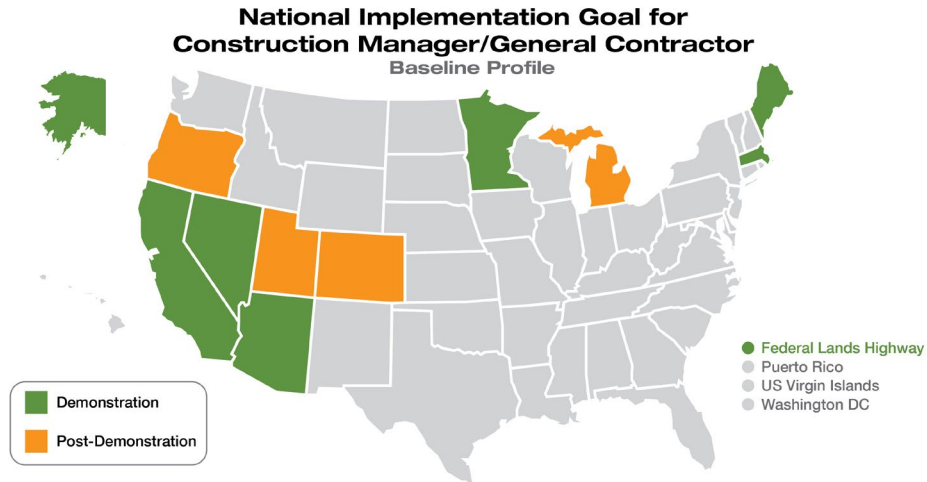 National Implementation Goal for
Construction Manager/General Contractor
Baseline Profile
Federal Lands Highway
Puerto Rico
US Virgin Islands
Washington DC
Demonstration
Post-Demonstration